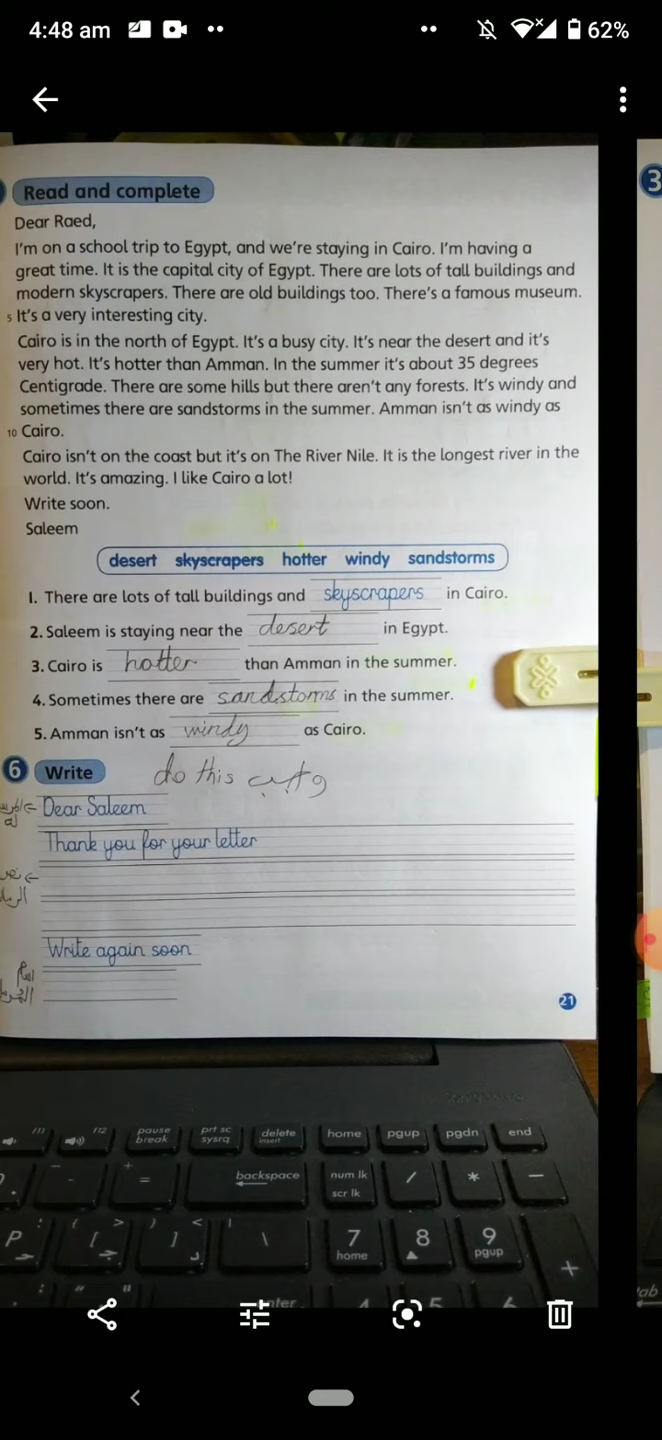 4:48 am
62%
Read and complete
3
Dear Raed,
I'm on a school trip to Egypt, and we're staying in Cairo. I'm having a
great time. It is the capital city of Egypt. There are lots of tall buildings and
modern skyscrapers. There are old buildings too. There's a famous museum.
5 It's a very interesting city.
Cairo is in the north of Egypt. It's a busy city. It's near the desert and it's
very hot. It's hotter than Amman. In the summer it's about 35 degrees
Centigrade. There are some hills but there aren't any forests. It's windy and
sometimes there are sandstorms in the summer. Amman isn't as windy as
10 Cairo.
Cairo isn't on the coast but it's on The River Nile. It is the longest river in the
world. It's amazing. I like Cairo a lot!
Write soon.
Saleem
desert skyscrapers hotter windy sandstorms
1. There are lots of tall buildings and skyscrapers in Cairo.
2. Saleem is staying near the desert in Egypt.
3. Cairo is hotter than Amman in the summer.
4. Sometimes there are sandstorms in the summer.
5. Amman isn't as windy as Cairo.
6 Write do this واجب
Dear Saleem
Thank you for your letter
Write again soon
21
f11 f12 pause break prt sc sysrq delete insert home pgup pgdn end
- + = backspace num lk scr lk / * -
P { [ } ] | \ 7 home 8 9 pgup
+